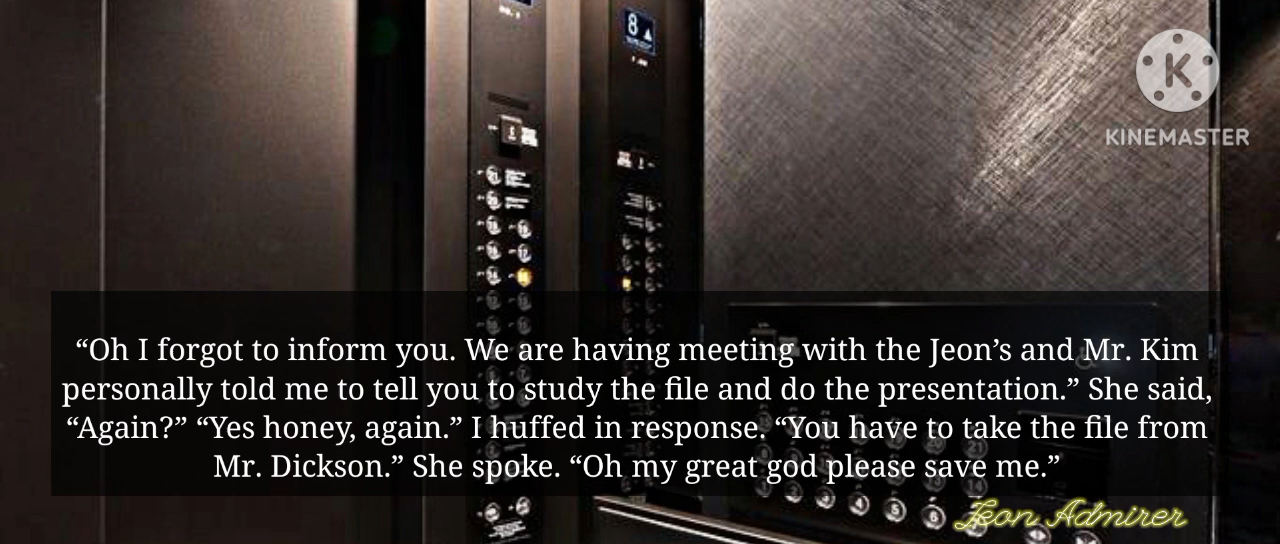 8
K
KINEMASTER
“Oh I forgot to inform you. We are having meeting with the Jeon’s and Mr. Kim
personally told me to tell you to study the file and do the presentation.” She said,
“Again?” “Yes honey, again.” I huffed in response. “You have to take the file from
Mr. Dickson.” She spoke. “Oh my great god please save me.”
5 6
Jeon Admirer